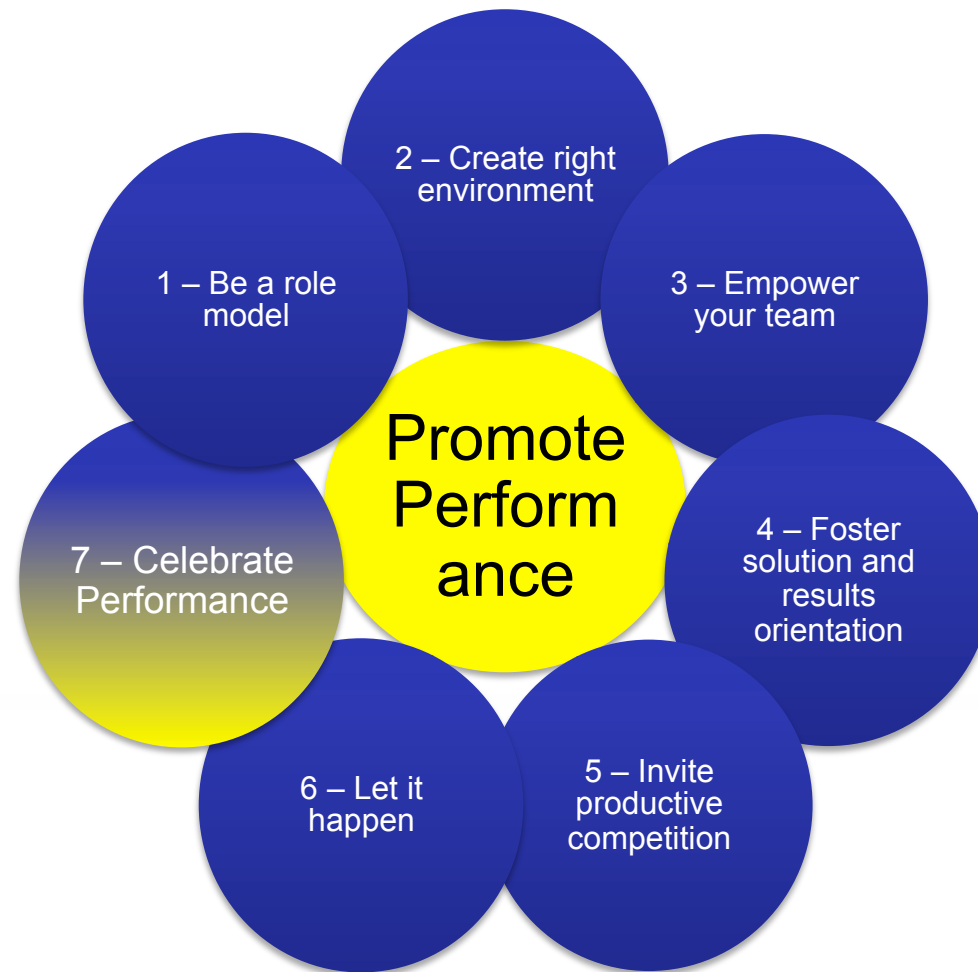 1 – Be a role
model
2 – Create right
environment
3 – Empower
your team
4 – Foster
solution and
results
orientation
5 – Invite
productive
competition
6 – Let it
happen
7 – Celebrate
Performance
Promote
Perform
ance